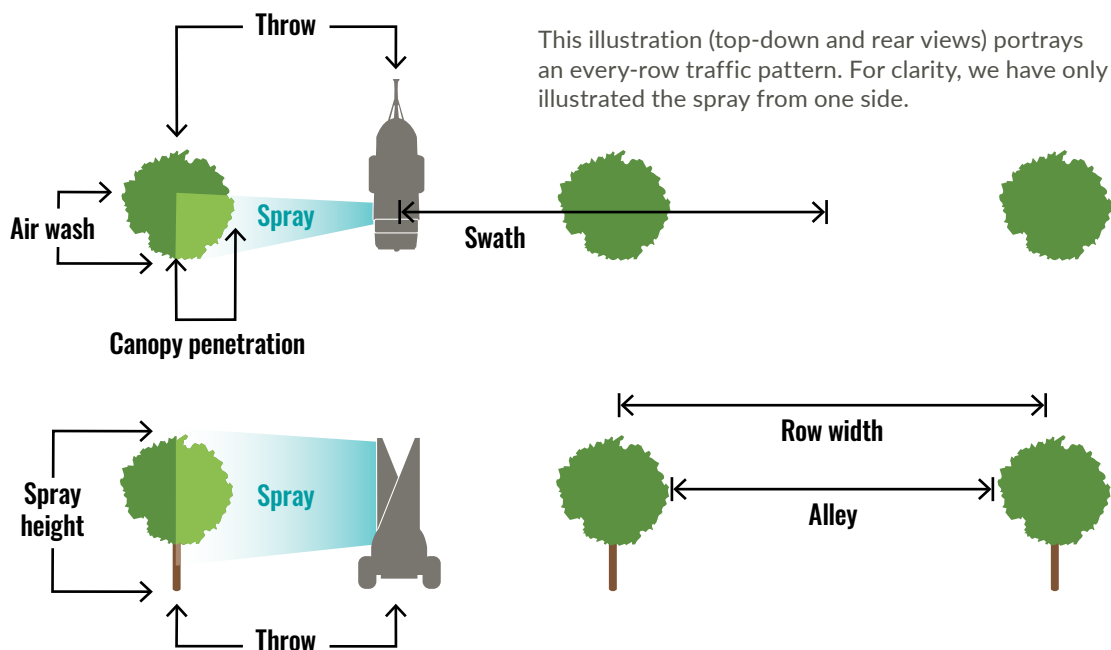 Throw
This illustration (top-down and rear views) portrays
an every-row traffic pattern. For clarity, we have only
illustrated the spray from one side.
Air wash
Spray
Swath
Canopy penetration
Row width
Spray
height
Spray
Alley
Throw